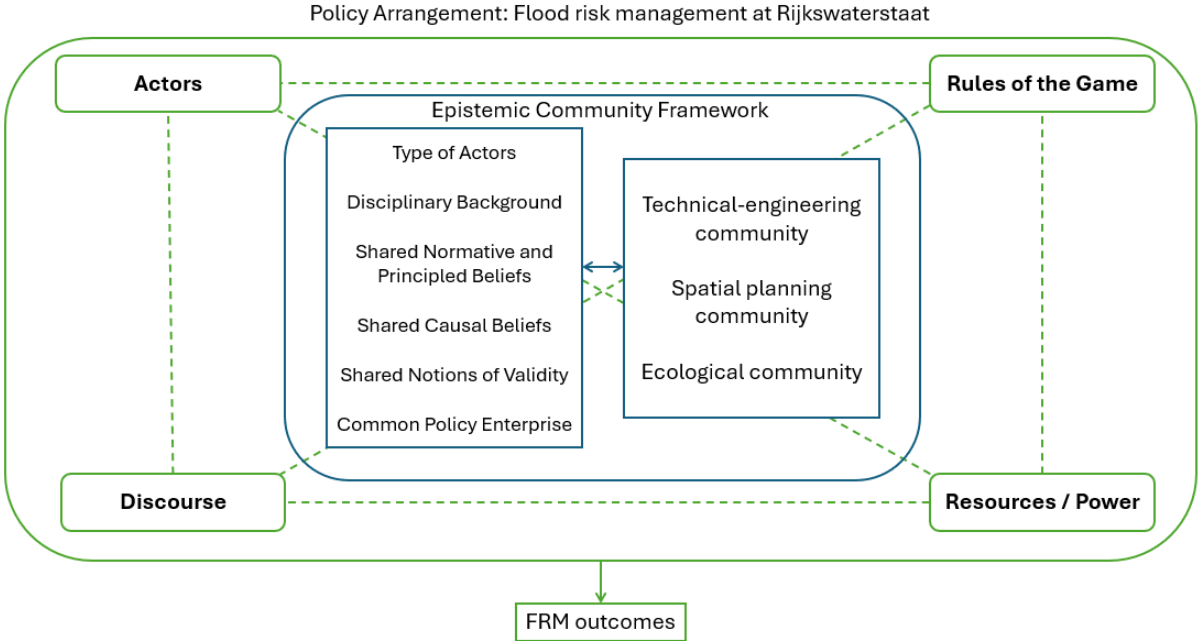 Policy Arrangement: Flood risk management at Rijkswaterstaat
Actors
Rules of the Game
Epistemic Community Framework
Type of Actors
Disciplinary Background
Shared Normative and
Principled Beliefs
Shared Causal Beliefs
Shared Notions of Validity
Common Policy Enterprise
Technical-engineering
community
Spatial planning
community
Ecological community
Discourse
Resources / Power
FRM outcomes